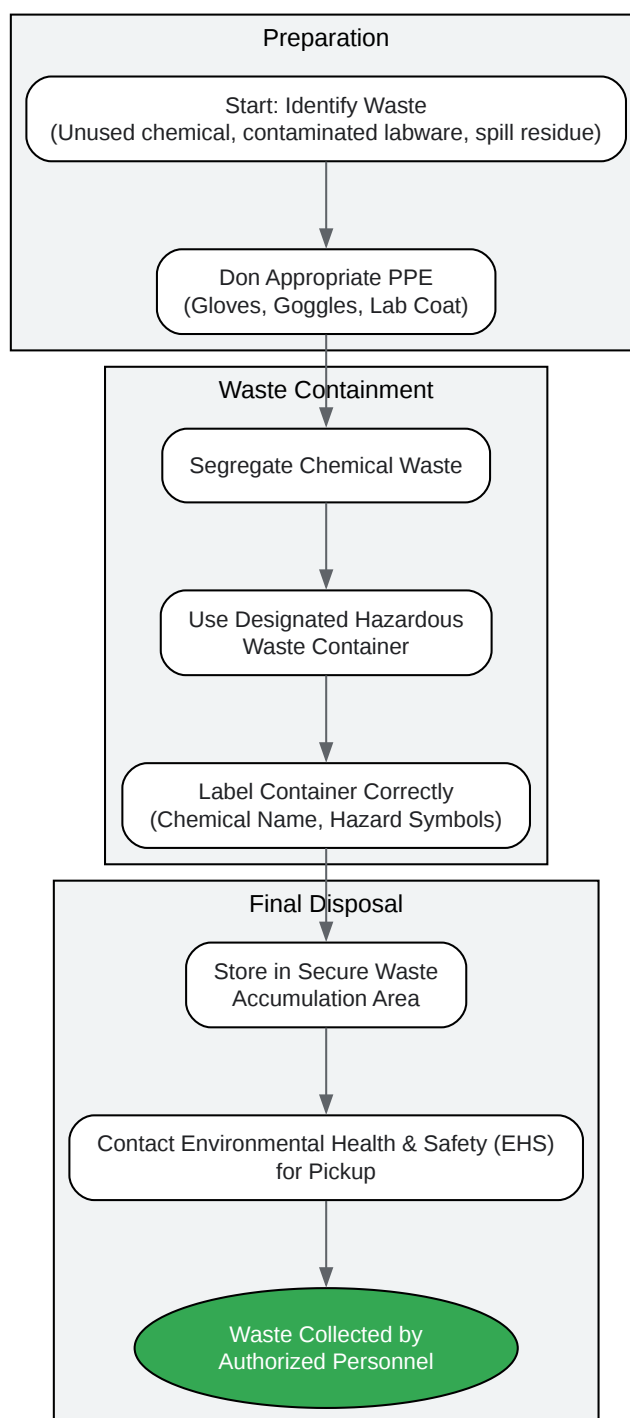 Preparation
Start: Identify Waste
(Unused chemical, contaminated labware, spill residue)
Don Appropriate PPE
(Gloves, Goggles, Lab Coat)
Waste Containment
Segregate Chemical Waste
Use Designated Hazardous
Waste Container
Label Container Correctly
(Chemical Name, Hazard Symbols)
Final Disposal
Store in Secure Waste
Accumulation Area
Contact Environmental Health & Safety (EHS)
for Pickup
Waste Collected by
Authorized Personnel